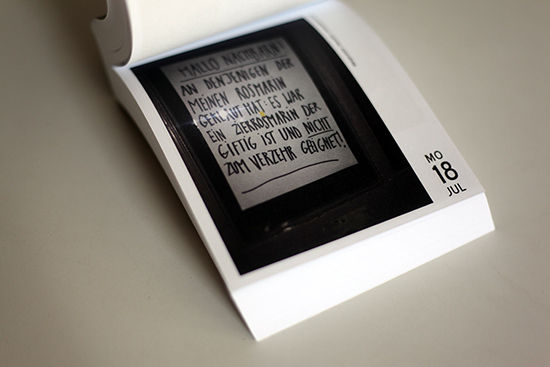 HALLO NACHBARN!
AN DENJENIGEN DER
MEINEN ROSMARIN
GEKLAUT HAT: ES WAR
EIN ZIERROSMARIN DER
GIFTIG IST UND NICHT
ZUM VERZEHR GEEIGNET!
MO
18
JUL